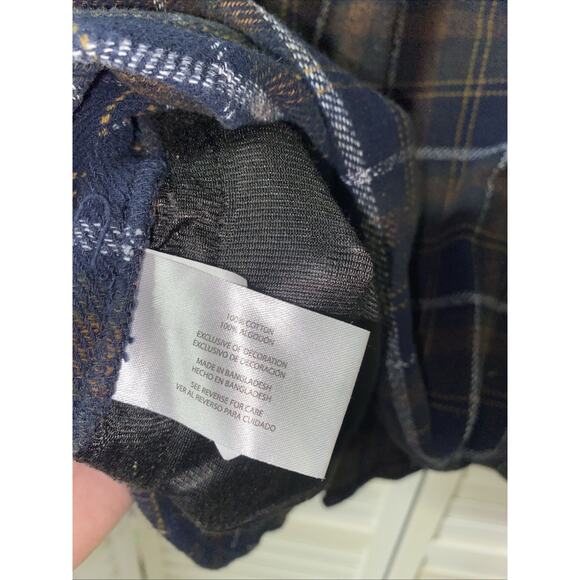 100% COTTON
100% ALGODÓN
EXCLUSIVE OF DECORATION
EXCLUSIVO DE DECORACIÓN
MADE IN BANGLADESH
HECHO EN BANGLADESH
SEE REVERSE FOR CARE
VER AL REVERSO PARA CUIDADO